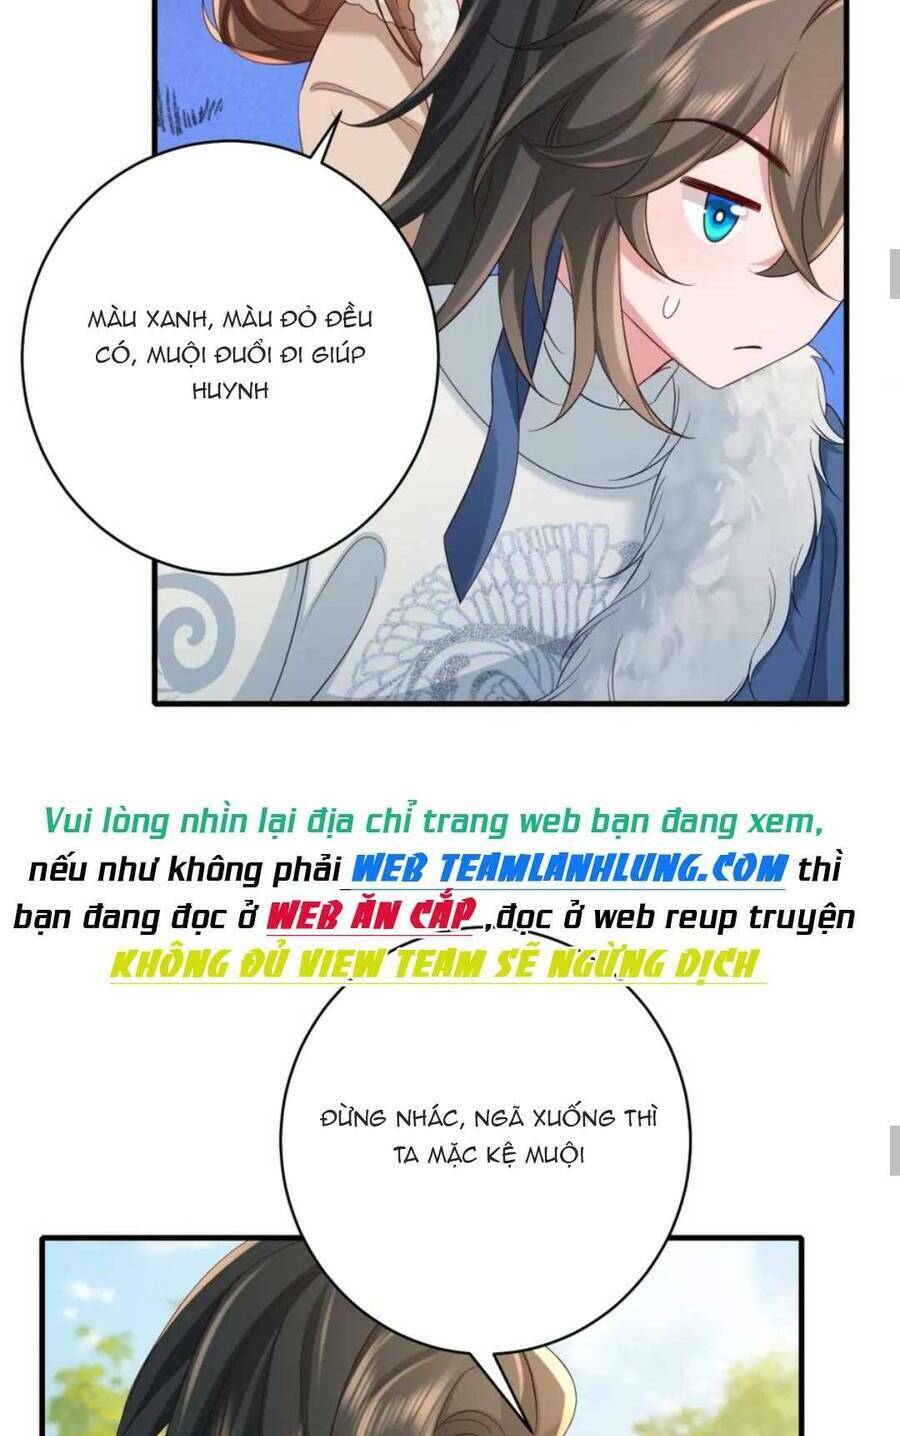 MÀU XANH, MÀU ĐỎ ĐỀU
CÓ, MUỘI ĐUỔI ĐI GIÚP
HUYNH
Vui lòng nhìn lại địa chỉ trang web bạn đang xem,
nếu như không phải WEB TEAMLANHLUNG.COM thì
bạn đang đọc ở WEB ĂN CẮP ,đọc ở web reup truyện
KHÔNG ĐỦ VIEW TEAM SẼ NGỪNG DỊCH
ĐỪNG NHÁC, NGÃ XUỐNG THÌ
TA MẶC KỆ MUỘI